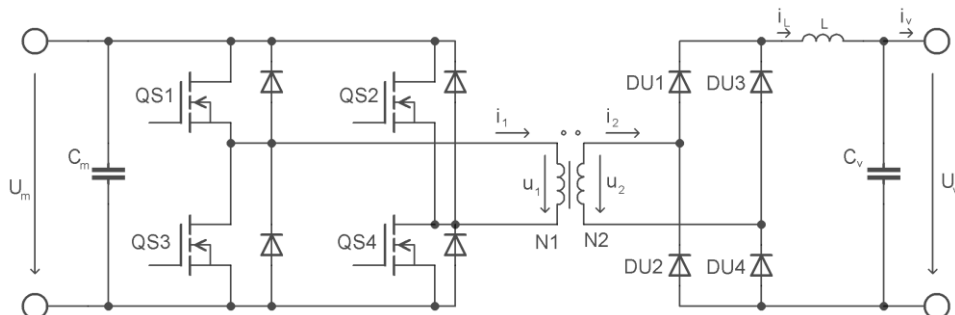 i_L L i_v
QS1 QS2 DU1 DU3
i_1 i_2
C_m C_v
U_m u_1 u_2
QS3 QS4 N1 N2
DU2 DU4